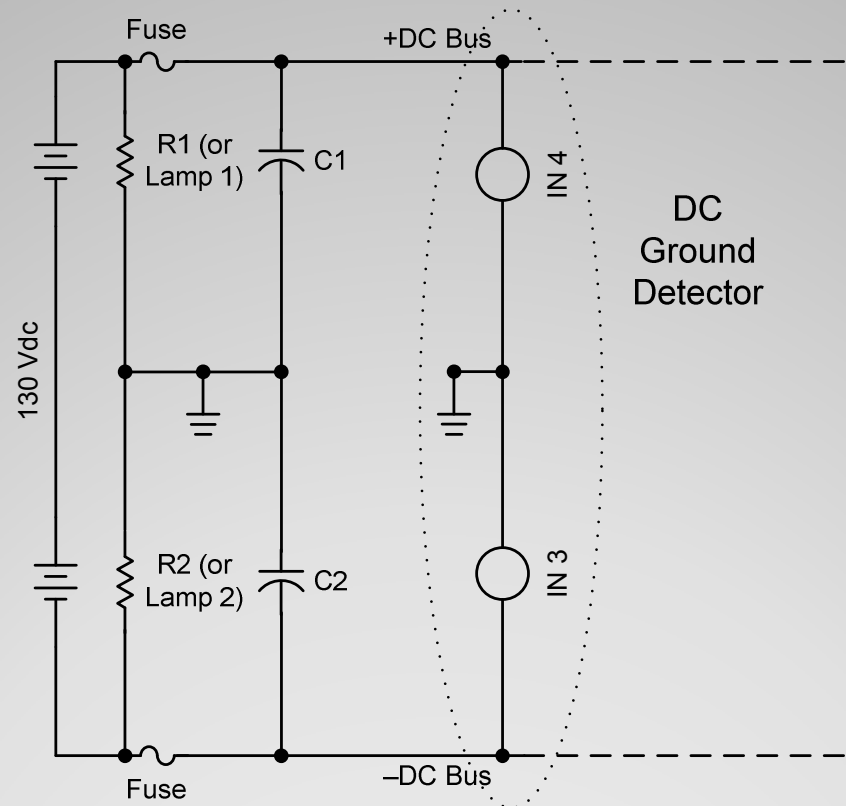 Fuse
+DC Bus
R1 (or
Lamp 1)
C1
IN 4
DC
Ground
Detector
130 Vdc
R2 (or
Lamp 2)
C2
IN 3
–DC Bus
Fuse